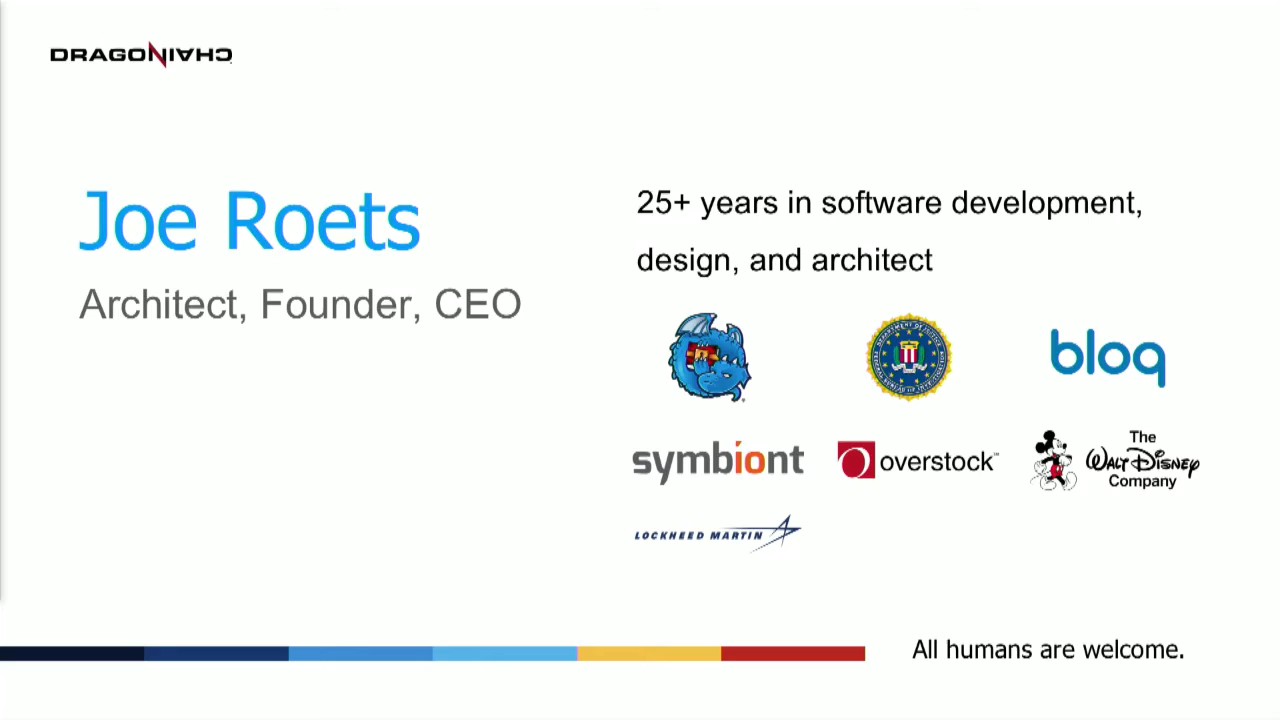 DRAGONCHAIN
Joe Roets
Architect, Founder, CEO
25+ years in software development,
design, and architect
bloq
symbiont
overstock™
The
WALT DISNEY
Company
LOCKHEED MARTIN
All humans are welcome.